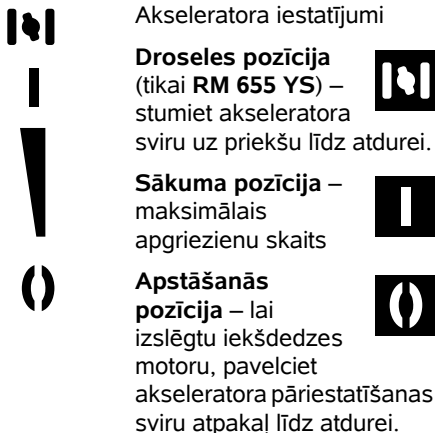 Akseleratora iestatījumi
Droseles pozīcija
(tikai RM 655 YS) –
stumiet akseleratora
sviru uz priekšu līdz atdurei.
Sākuma pozīcija –
maksimālais
apgriezienu skaits
Apstāšanās
pozīcija – lai
izslēgtu iekšdedzes
motoru, pavelciet
akseleratora pāriestatīšanas
sviru atpakaļ līdz atdurei.